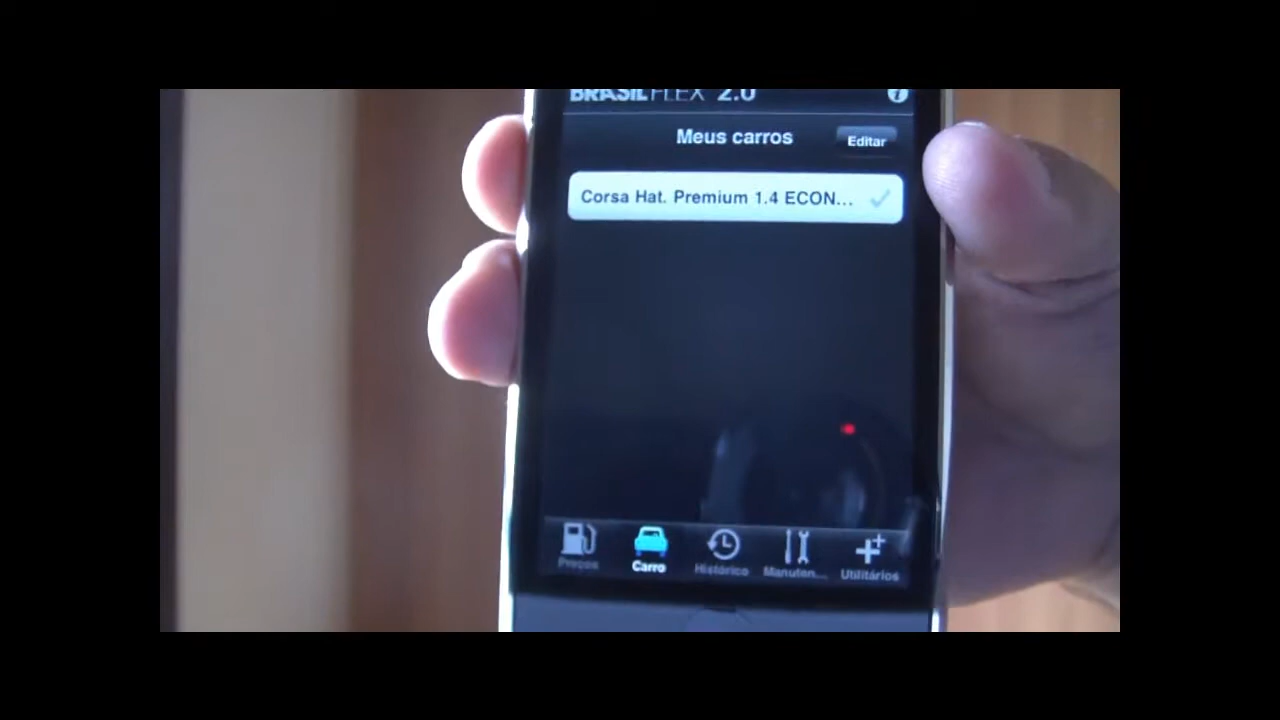 BRASIL FLEX 2.0
Meus carros
Editar
Corsa Hat. Premium 1.4 ECON...
Preços
Carro
Histórico
Manuten...
Utilitários